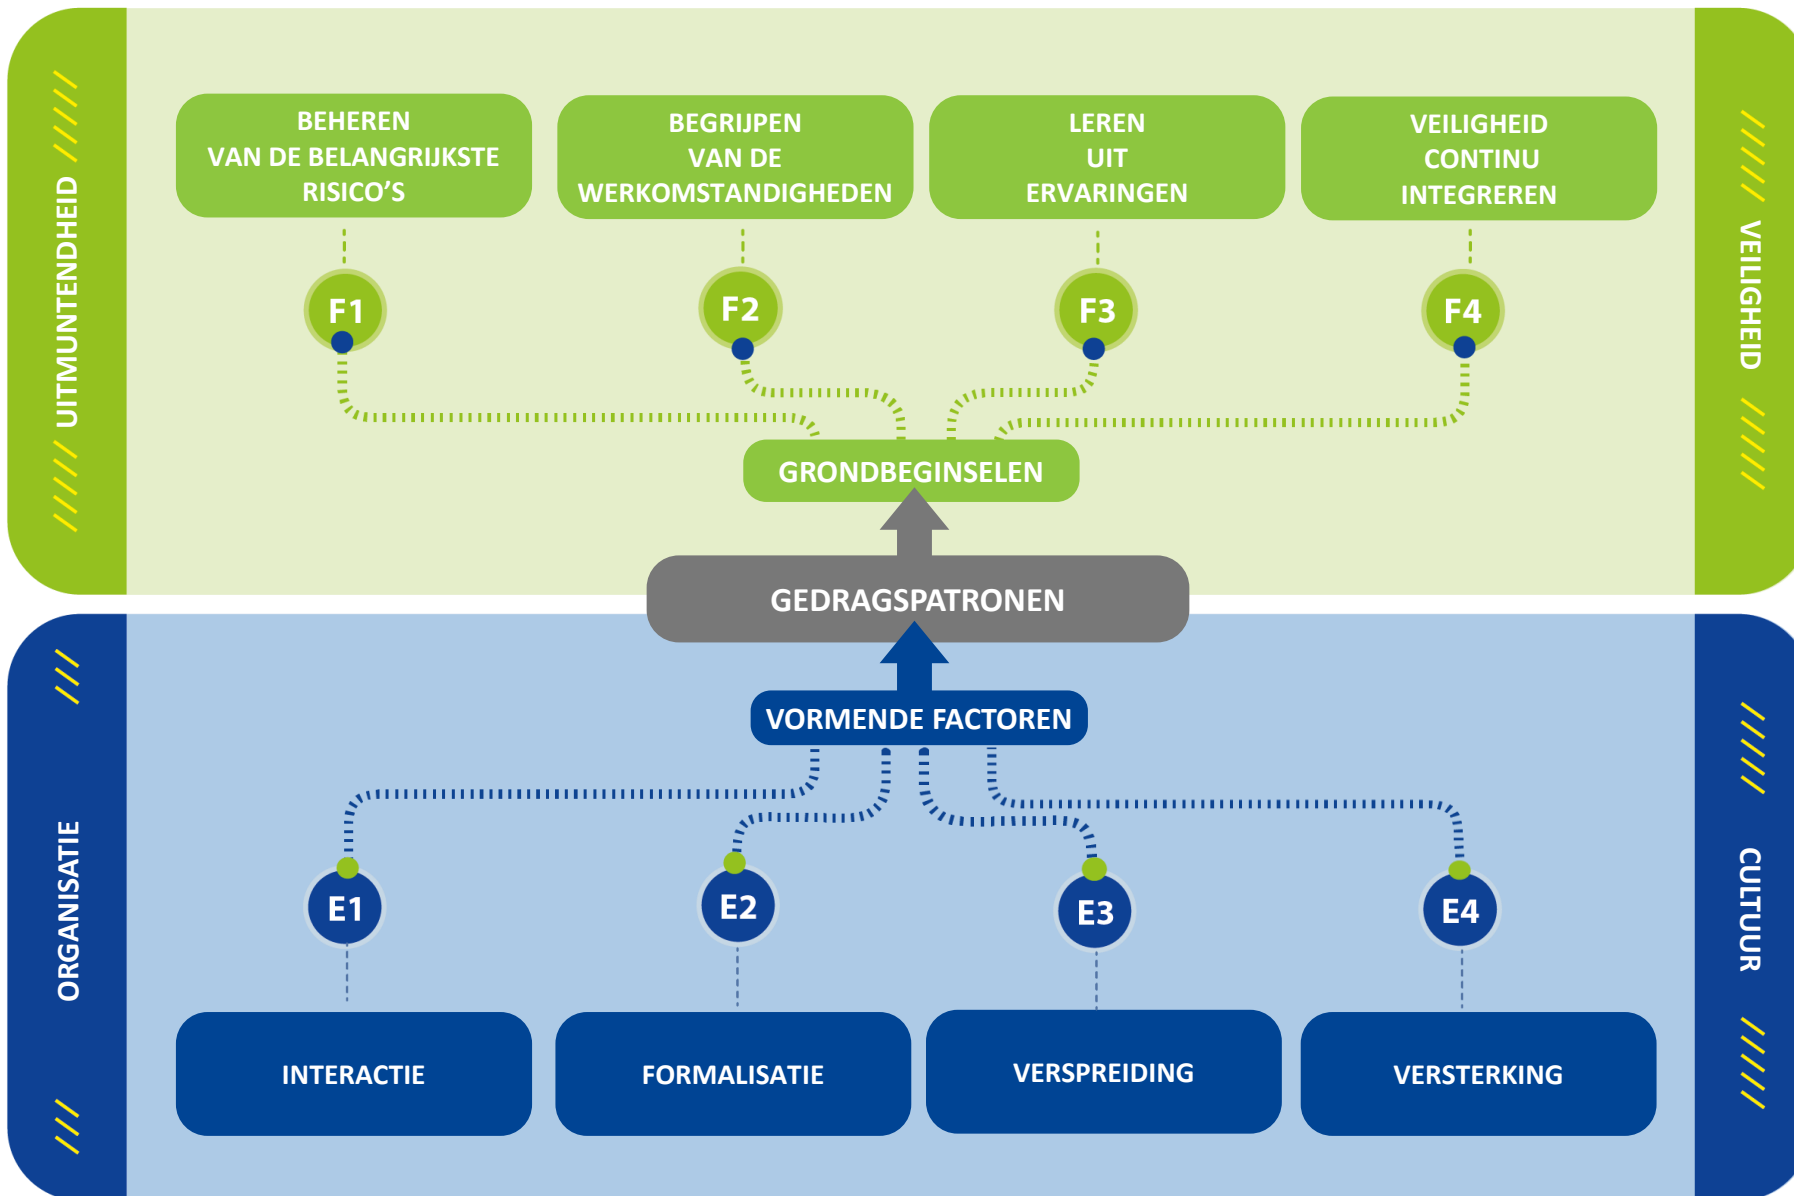 UITMUNTENDHEID
BEHEREN
VAN DE BELANGRIJKSTE
RISICO’S
BEGRIJPEN
VAN DE
WERKOMSTANDIGHEDEN
LEREN
UIT
ERVARINGEN
VEILIGHEID
CONTINU
INTEGREREN
VEILIGHEID
F1
F2
F3
F4
GRONDBEGINSELEN
GEDRAGSPATRONEN
VORMENDE FACTOREN
ORGANISATIE
E1
E2
E3
E4
CULTUUR
INTERACTIE
FORMALISATIE
VERSPREIDING
VERSTERKING